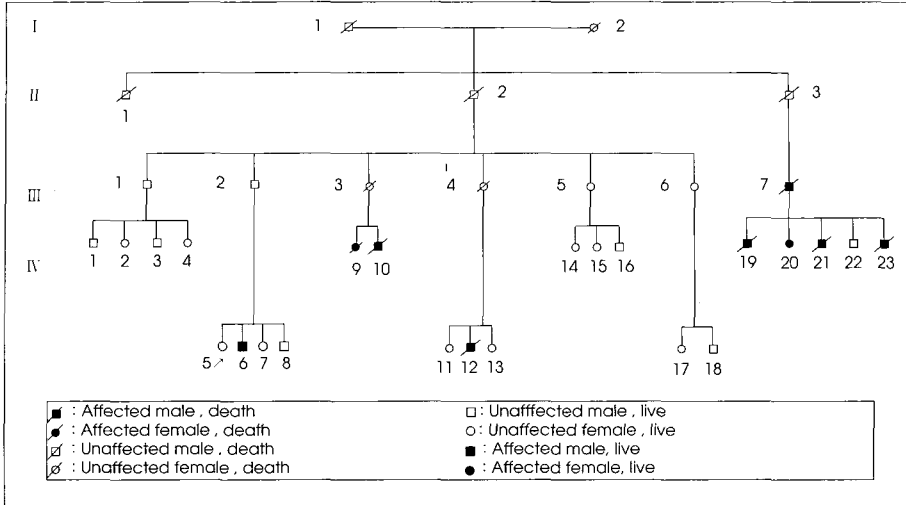 I 1 2
II 1 2 3
III 1 2 3 4 5 6 7
IV 1 2 3 4 9 10 14 15 16 19 20 21 22 23
5 6 7 8 11 12 13 17 18
: Affected male , death : Unafffected male , live
: Affected female , death : Unaffected female , live
: Unaffected male , death : Affected male, live
: Unaffected female , death : Affected female, live